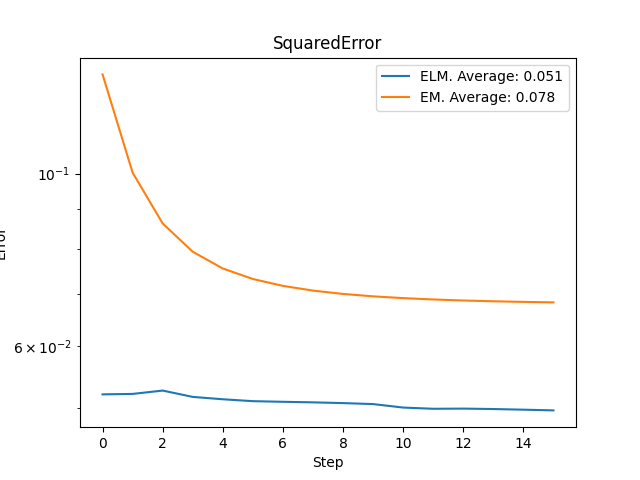 SquaredError
ELM. Average: 0.051
EM. Average: 0.078
10⁻¹
6 × 10⁻²
Error
0 2 4 6 8 10 12 14
Step